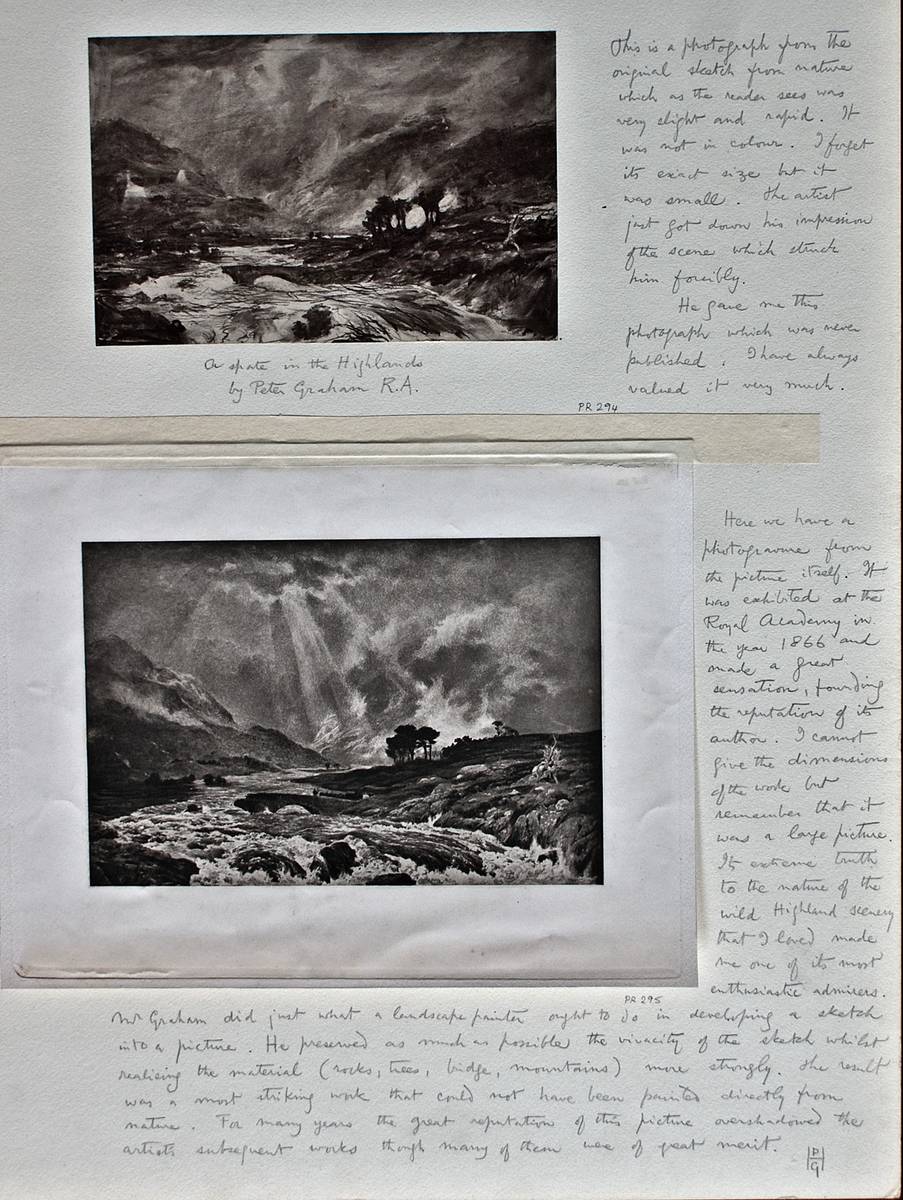 This is a photograph from the
original sketch from nature
which as the reader sees was
very slight and rapid. It
was not in colour. I forget
its exact size but it
was small. The artist
just got down his impression
of the scene which struck
him forcibly.
He gave me this
photograph which was never
published. I have always
valued it very much.
A spate in the Highlands
by Peter Graham R.A.
PR 294
Here we have a
photogravure from
the picture itself. It
was exhibited at the
Royal Academy in
the year 1866 and
made a great
sensation, founding
the reputation of its
author. I cannot
give the dimensions
of the work but
remember that it
was a large picture.
Its extreme truth
to the nature of the
wild Highland scenery
that I loved made
me one of its most
enthusiastic admirers.
PR 295
Mr Graham did just what a landscape painter ought to do in developing a sketch
into a picture. He preserved as much as possible the vivacity of the sketch whilst
realising the material (rocks, trees, bridge, mountains) more strongly. The result
was a most striking work that could not have been painted directly from
nature. For many years the great reputation of this picture overshadowed the
artists subsequent works though many of them were of great merit.